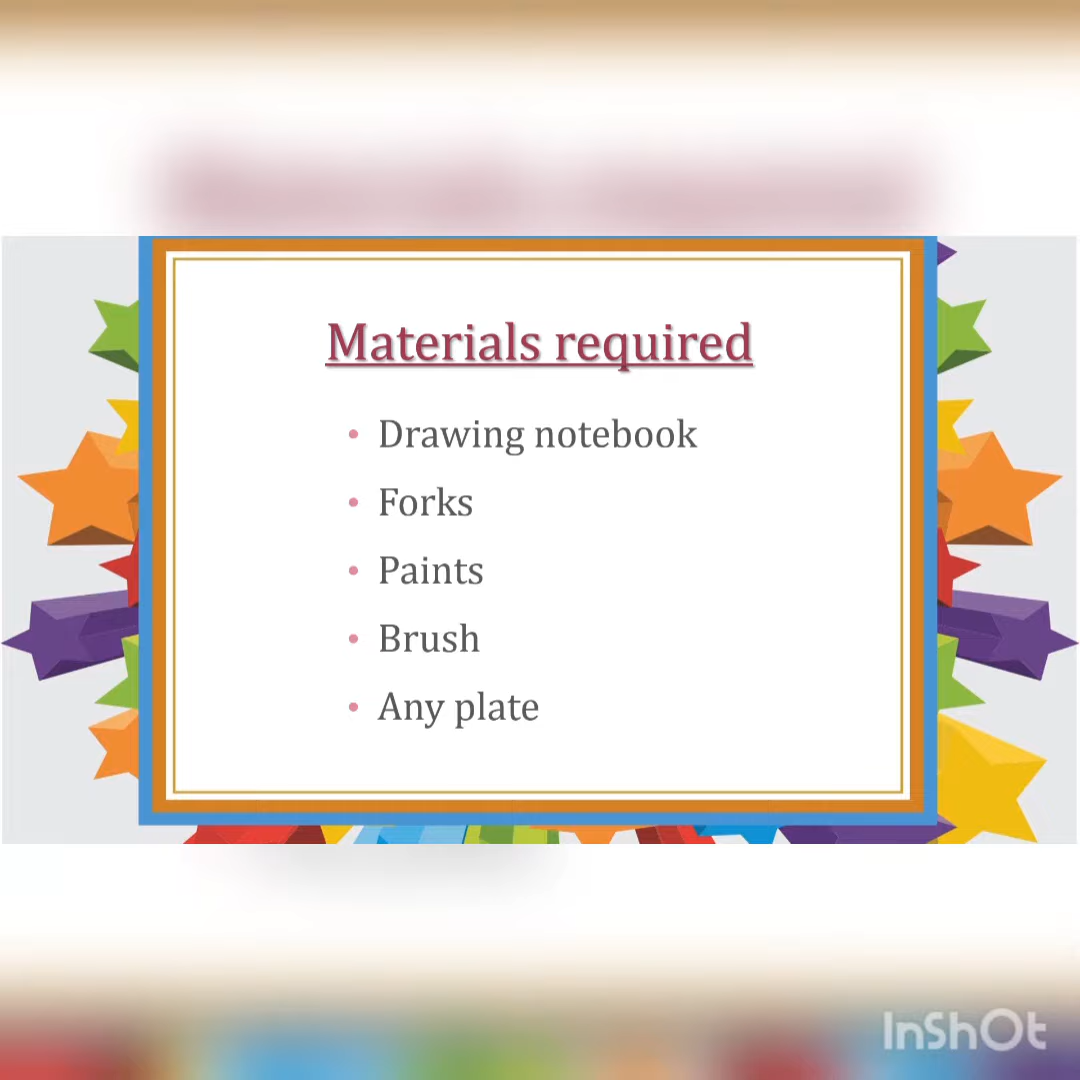 Materials required
• Drawing notebook
• Forks
• Paints
• Brush
• Any plate
InShOt